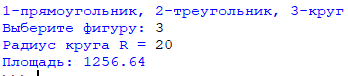 1-прямоугольник, 2-треугольник, 3-круг
Выберите фигуру: 3
Радиус круга R = 20
Площадь: 1256.64